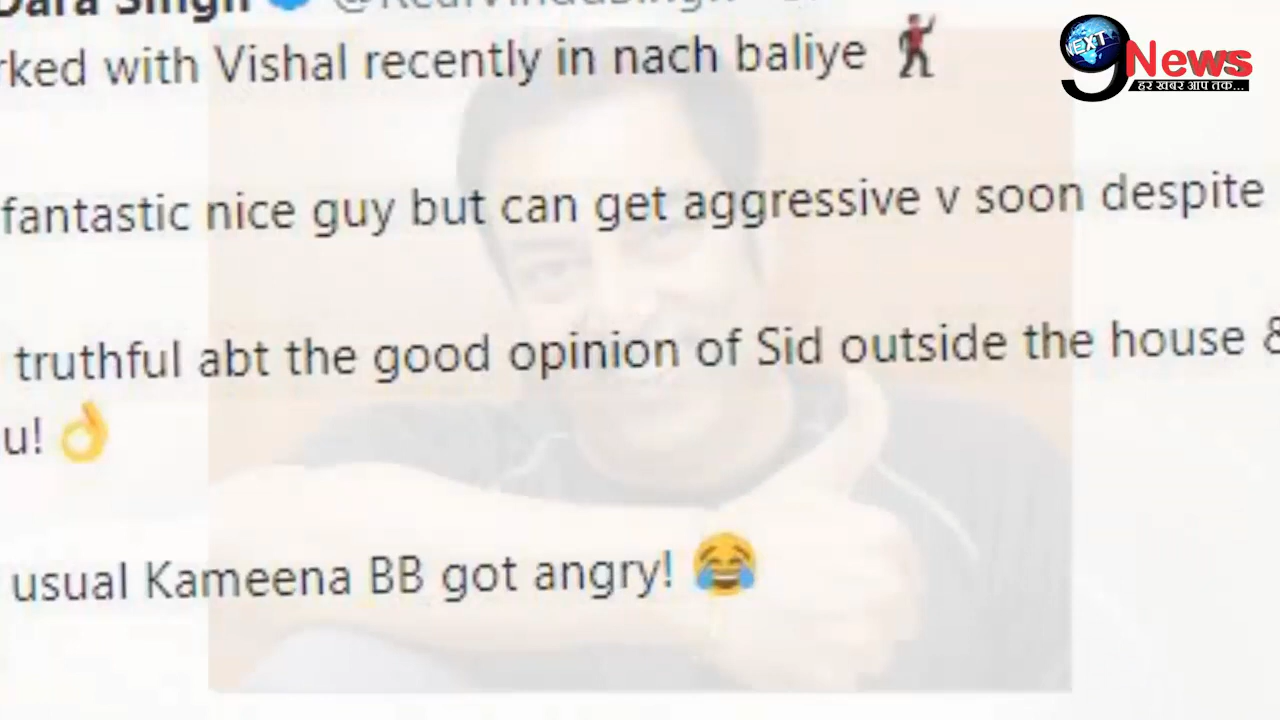 Dara Singh
rked with Vishal recently in nach baliye
fantastic nice guy but can get aggressive v soon despite
truthful abt the good opinion of Sid outside the house &
u! 👌
usual Kameena BB got angry! 😂
NEXT 9 News
हर खबर आप तक...